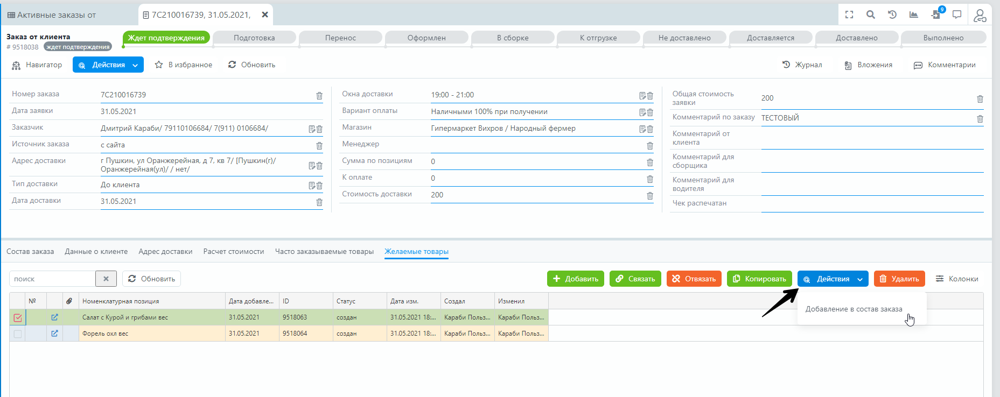 Активные заказы от
7С210016739, 31.05.2021,
9
Заказ от клиента
# 9518038 ждет подтверждения
Ждет подтверждения Подготовка Перенос Оформлен В сборке К отгрузке Не доставлено Доставляется Доставлено Выполнено
Навигатор Действия В избранное Обновить Журнал Вложения Комментарии
Номер заказа 7С210016739
Дата заявки 31.05.2021
Заказчик Дмитрий Караби/ 79110106684/ 7(911) 0106684/
Источник заказа с сайта
Адрес доставки г Пушкин, ул Оранжерейная, д 7, кв 7/ [Пушкин(г)/
Оранжерейная(ул)/ / нет/
Тип доставки До клиента
Дата доставки 31.05.2021
Окна доставки 19:00 - 21:00
Вариант оплаты Наличными 100% при получении
Магазин Гипермаркет Вихров / Народный фермер
Менеджер
Сумма по позициям 0
К оплате 0
Стоимость доставки 200
Общая стоимость
заявки 200
Комментарий по заказу ТЕСТОВЫЙ
Комментарий от
клиента
Комментарий для
сборщика
Комментарий для
водителя
Чек распечатан
Состав заказа Данные о клиенте Адрес доставки Расчет стоимости Часто заказываемые товары Желаемые товары
поиск Обновить Добавить Связать Отвязать Копировать Действия Удалить Колонки
Добавление в состав заказа
№ Номенклатурная позиция Дата добавле... ID Статус Дата изм. Создал Изменил
Салат с Курой и грибами вес 31.05.2021 9518063 создан 31.05.2021 18:... Караби Польз... Караби Польз...
Форель охл вес 31.05.2021 9518064 создан 31.05.2021 18:... Караби Польз... Караби Польз...